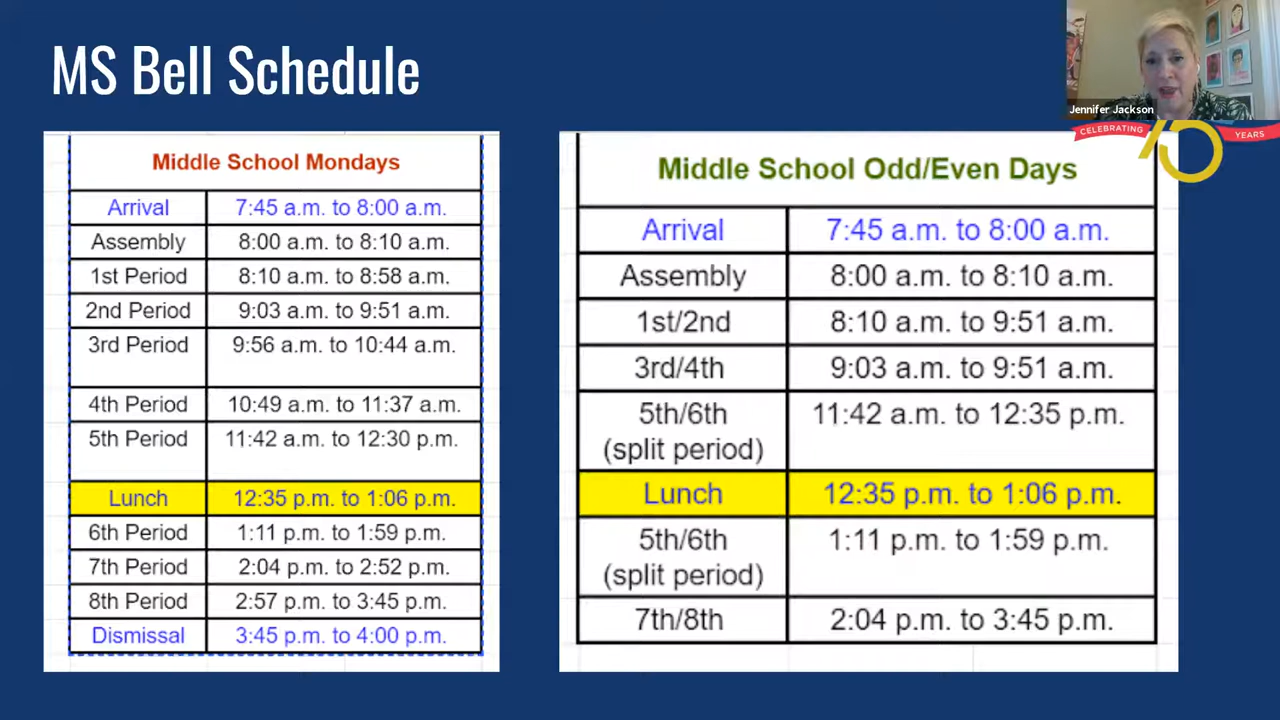 MS Bell Schedule
Jennifer Jackson
CELEBRATING 70 YEARS
Middle School Mondays
Arrival 7:45 a.m. to 8:00 a.m.
Assembly 8:00 a.m. to 8:10 a.m.
1st Period 8:10 a.m. to 8:58 a.m.
2nd Period 9:03 a.m. to 9:51 a.m.
3rd Period 9:56 a.m. to 10:44 a.m.
4th Period 10:49 a.m. to 11:37 a.m.
5th Period 11:42 a.m. to 12:30 p.m.
Lunch 12:35 p.m. to 1:06 p.m.
6th Period 1:11 p.m. to 1:59 p.m.
7th Period 2:04 p.m. to 2:52 p.m.
8th Period 2:57 p.m. to 3:45 p.m.
Dismissal 3:45 p.m. to 4:00 p.m.
Middle School Odd/Even Days
Arrival 7:45 a.m. to 8:00 a.m.
Assembly 8:00 a.m. to 8:10 a.m.
1st/2nd 8:10 a.m. to 9:51 a.m.
3rd/4th 9:03 a.m. to 9:51 a.m.
5th/6th 11:42 a.m. to 12:35 p.m.
(split period)
Lunch 12:35 p.m. to 1:06 p.m.
5th/6th 1:11 p.m. to 1:59 p.m.
(split period)
7th/8th 2:04 p.m. to 3:45 p.m.